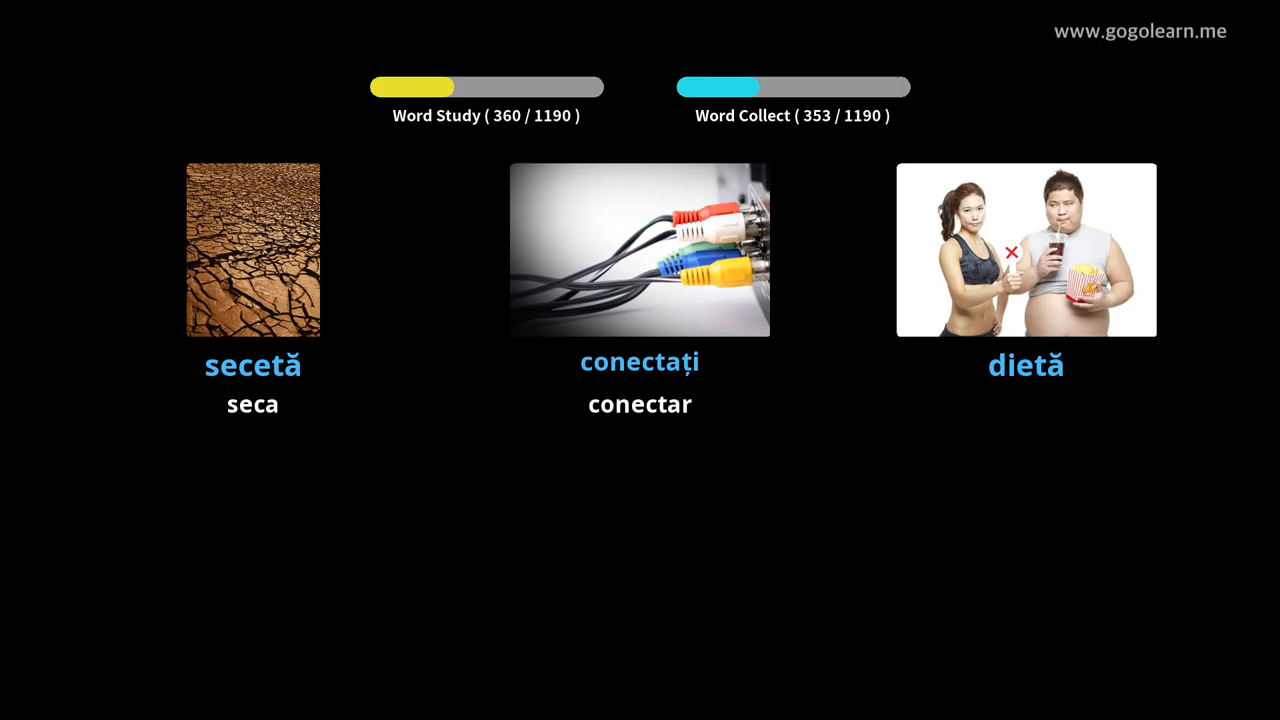 www.gogolearn.me
Word Study ( 360 / 1190 )
Word Collect ( 353 / 1190 )
secetă
conectați
dietă
seca
conectar